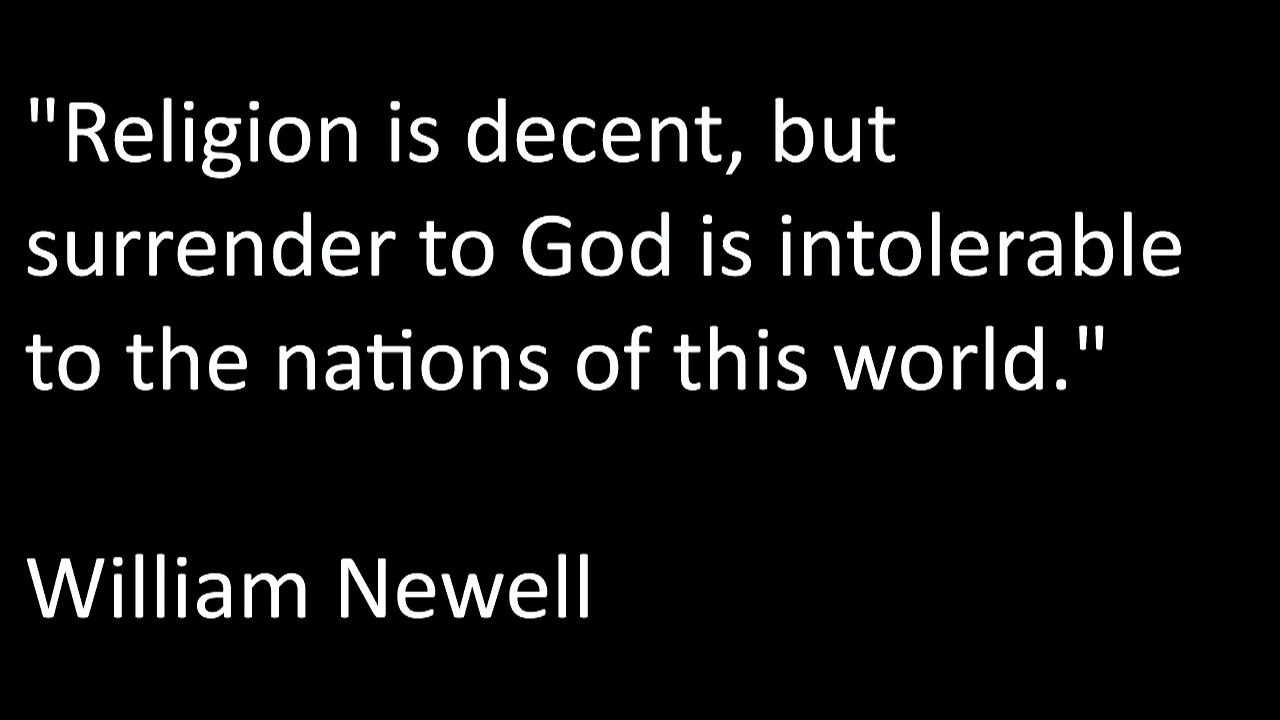 "Religion is decent, but
surrender to God is intolerable
to the nations of this world."
William Newell